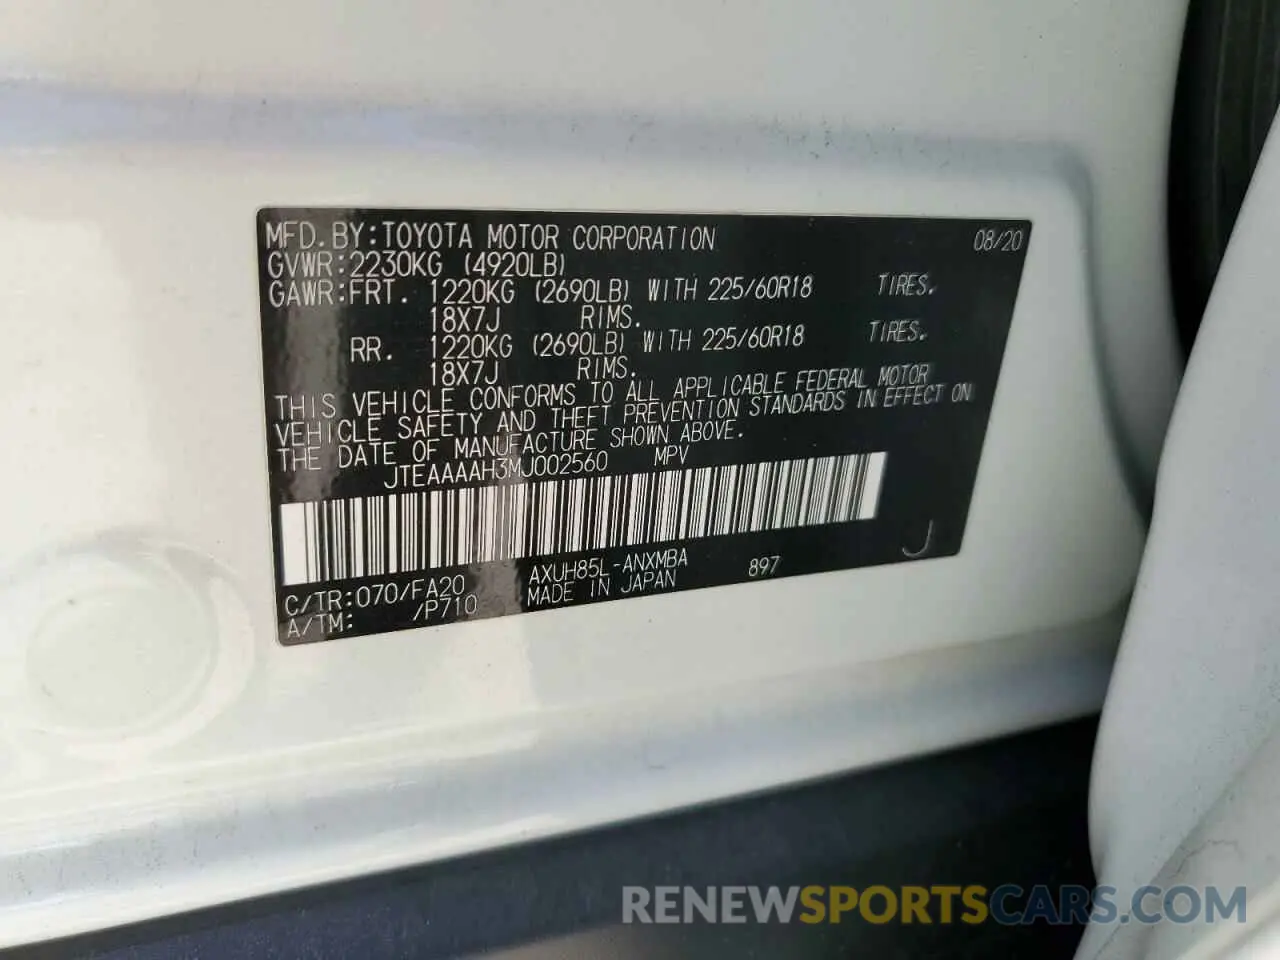 MFD. BY: TOYOTA MOTOR CORPORATION 08/20
GVWR: 2230KG (4920LB)
GAWR: FRT. 1220KG (2690LB) WITH 225/60R18 TIRES.
18X7J RIMS.
RR. 1220KG (2690LB) WITH 225/60R18 TIRES.
18X7J RIMS.
THIS VEHICLE CONFORMS TO ALL APPLICABLE FEDERAL MOTOR
VEHICLE SAFETY AND THEFT PREVENTION STANDARDS IN EFFECT ON
THE DATE OF MANUFACTURE SHOWN ABOVE.
JTEAAAAH3MJ002560 MPV
C/TR: 070/FA20 AXUH85L-ANXMBA 897 J
A/TM: /P710 MADE IN JAPAN
RENEWSPORTSCARS.COM